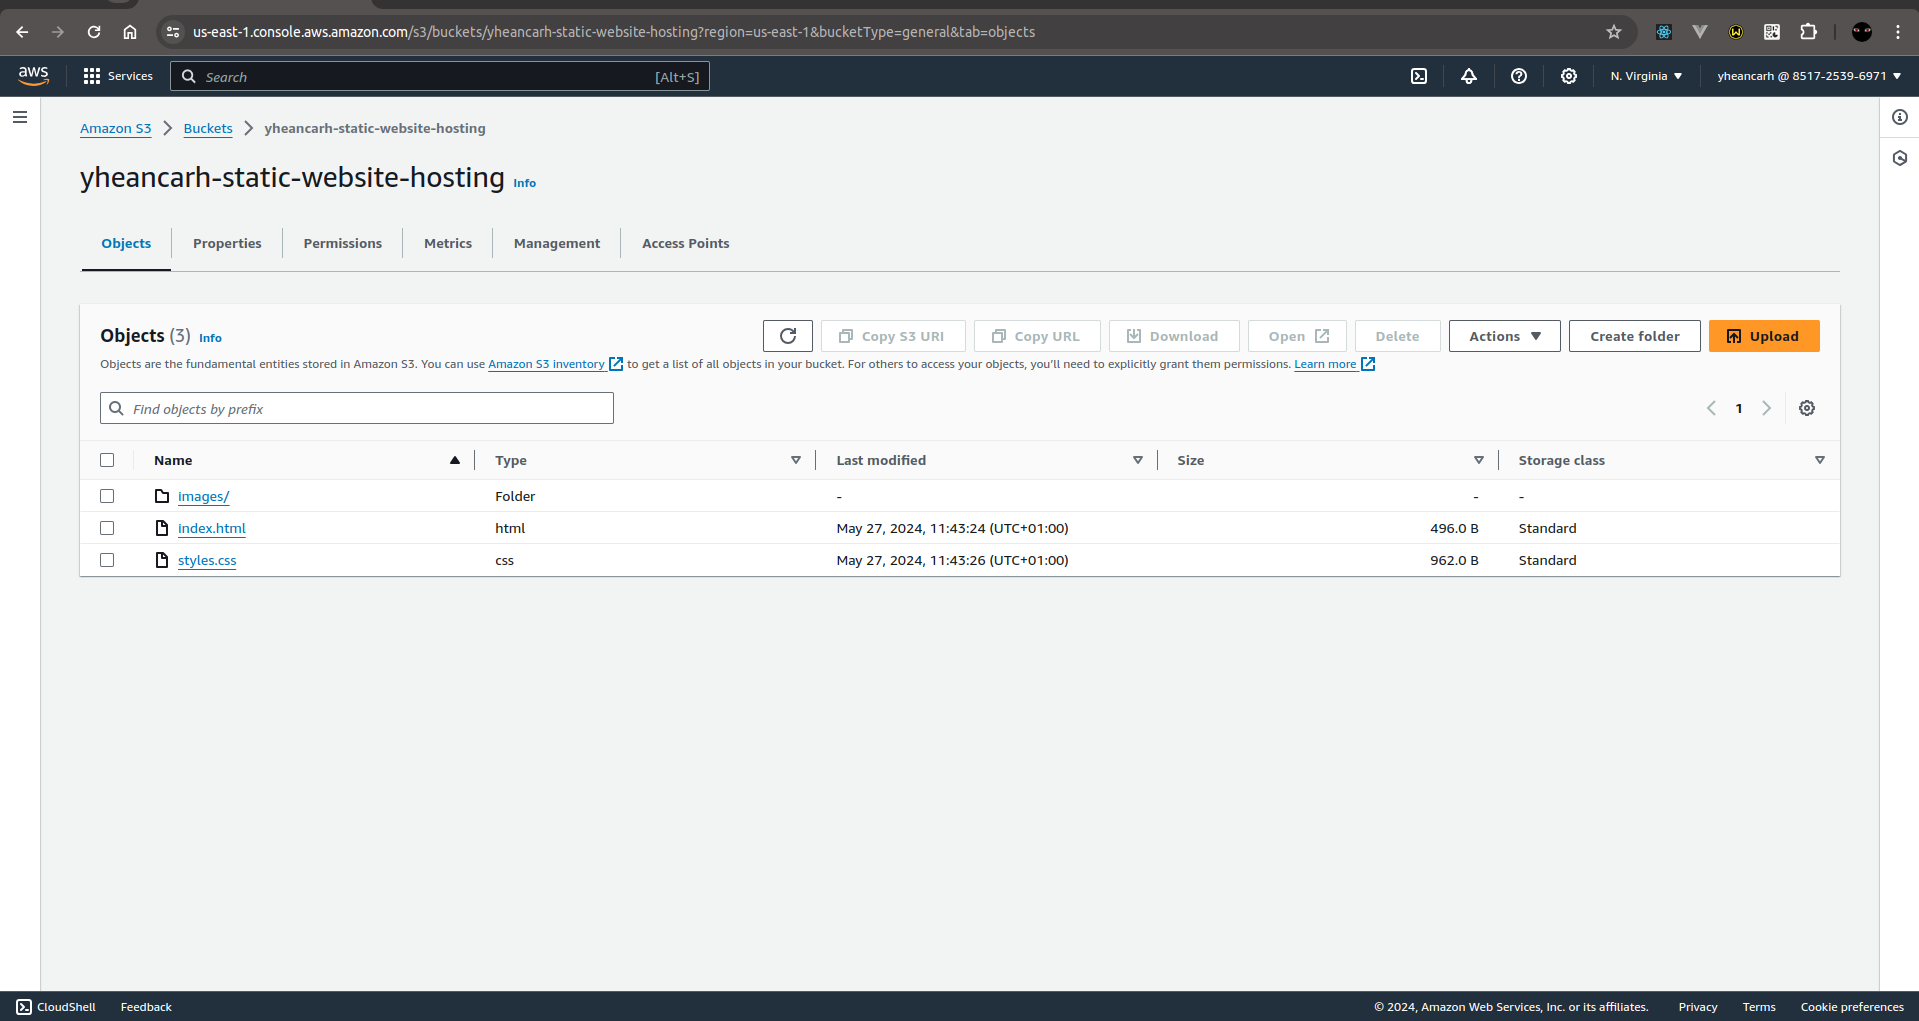 us-east-1.console.aws.amazon.com/s3/buckets/yheancarh-static-website-hosting?region=us-east-1&bucketType=general&tab=objects
aws Services Search [Alt+S] N. Virginia yheancarh @ 8517-2539-6971
Amazon S3 Buckets yheancarh-static-website-hosting
yheancarh-static-website-hosting Info
Objects Properties Permissions Metrics Management Access Points
Objects (3) Info Copy S3 URI Copy URL Download Open Delete Actions Create folder Upload
Objects are the fundamental entities stored in Amazon S3. You can use Amazon S3 inventory to get a list of all objects in your bucket. For others to access your objects, you'll need to explicitly grant them permissions. Learn more
Find objects by prefix 1
Name Type Last modified Size Storage class
images/ Folder - - -
index.html html May 27, 2024, 11:43:24 (UTC+01:00) 496.0 B Standard
styles.css css May 27, 2024, 11:43:26 (UTC+01:00) 962.0 B Standard
CloudShell Feedback © 2024, Amazon Web Services, Inc. or its affiliates. Privacy Terms Cookie preferences